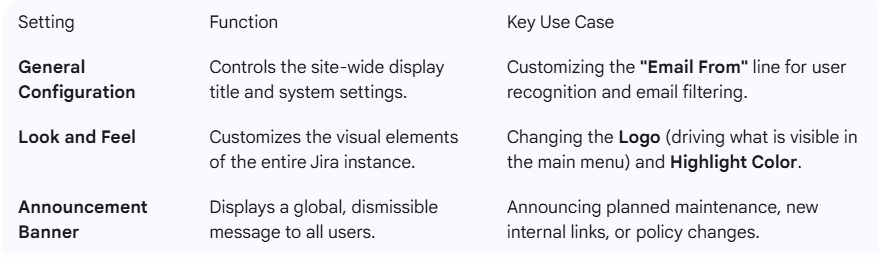 Setting Function Key Use Case
General Configuration Controls the site-wide display title and system settings. Customizing the "Email From" line for user recognition and email filtering.
Look and Feel Customizes the visual elements of the entire Jira instance. Changing the Logo (driving what is visible in the main menu) and Highlight Color.
Announcement Banner Displays a global, dismissible message to all users. Announcing planned maintenance, new internal links, or policy changes.